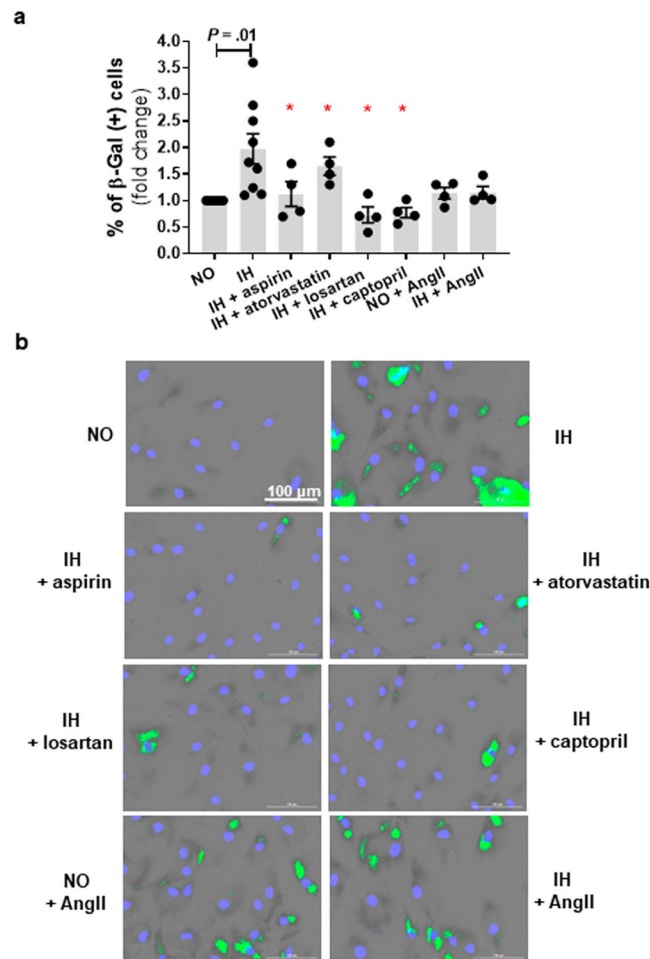 a
P = .01
% of β-Gal (+) cells
(fold change)
4.0
3.5
3.0
2.5
2.0
1.5
1.0
0.5
0.0
* * * *
NO
IH
IH + aspirin
IH + atorvastatin
IH + losartan
IH + captopril
NO + AngII
IH + AngII
b
NO
100 µm
IH
IH
+ aspirin
IH
+ atorvastatin
IH
+ losartan
IH
+ captopril
NO
+ AngII
IH
+ AngII